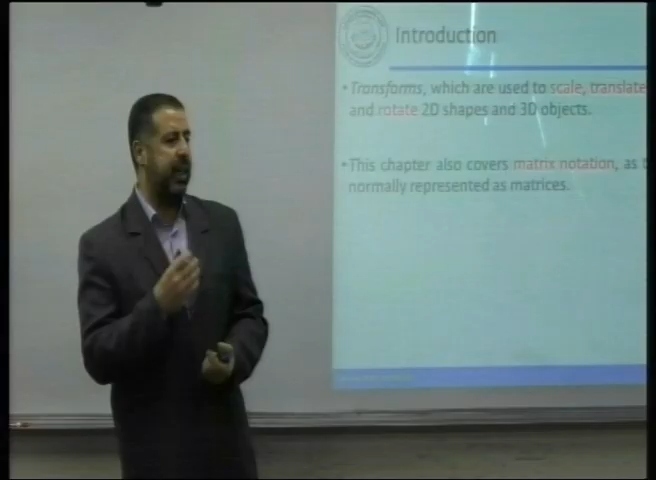 Introduction
• Transforms, which are used to scale, translate
and rotate 2D shapes and 3D objects.
• This chapter also covers matrix notation, as
normally represented as matrices.